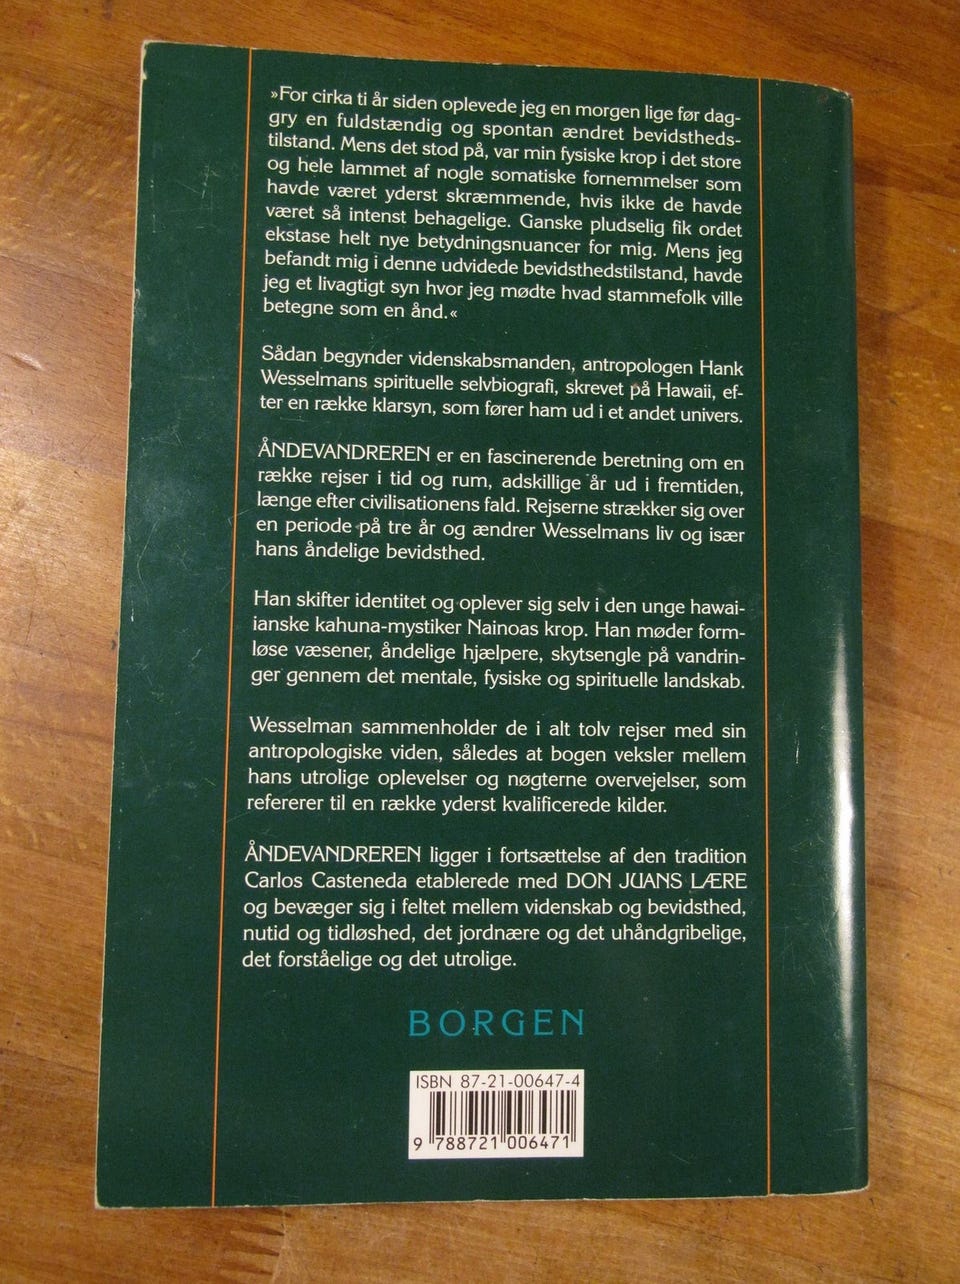 »For cirka ti år siden oplevede jeg en morgen lige før dag-
gry en fuldstændig og spontan ændret bevidstheds-
tilstand. Mens det stod på, var min fysiske krop i det store
og hele lammet af nogle somatiske fornemmelser som
havde været yderst skræmmende, hvis ikke de havde
været så intenst behagelige. Ganske pludselig fik ordet
ekstase helt nye betydningsnuancer for mig. Mens jeg
befandt mig i denne udvidede bevidsthedstilstand, havde
jeg et livagtigt syn hvor jeg mødte hvad stammefolk ville
betegne som en ånd.«
Sådan begynder videnskabsmanden, antropologen Hank
Wesselmans spirituelle selvbiografi, skrevet på Hawaii, ef-
ter en række klarsyn, som fører ham ud i et andet univers.
ÅNDEVANDREREN er en fascinerende beretning om en
række rejser i tid og rum, adskillige år ud i fremtiden,
længe efter civilisationens fald. Rejserne strækker sig over
en periode på tre år og ændrer Wesselmans liv og især
hans åndelige bevidsthed.
Han skifter identitet og oplever sig selv i den unge hawai-
ianske kahuna-mystiker Nainoas krop. Han møder form-
løse væsener, åndelige hjælpere, skytsengle på vandrin-
ger gennem det mentale, fysiske og spirituelle landskab.
Wesselman sammenholder de i alt tolv rejser med sin
antropologiske viden, således at bogen veksler mellem
hans utrolige oplevelser og nøgterne overvejelser, som
refererer til en række yderst kvalificerede kilder.
ÅNDEVANDREREN ligger i fortsættelse af den tradition
Carlos Casteneda etablerede med DON JUANS LÆRE
og bevæger sig i feltet mellem videnskab og bevidsthed,
nutid og tidløshed, det jordnære og det uhåndgribelige,
det forståelige og det utrolige.
BORGEN
ISBN 87-21-00647-4
9 788721 006471